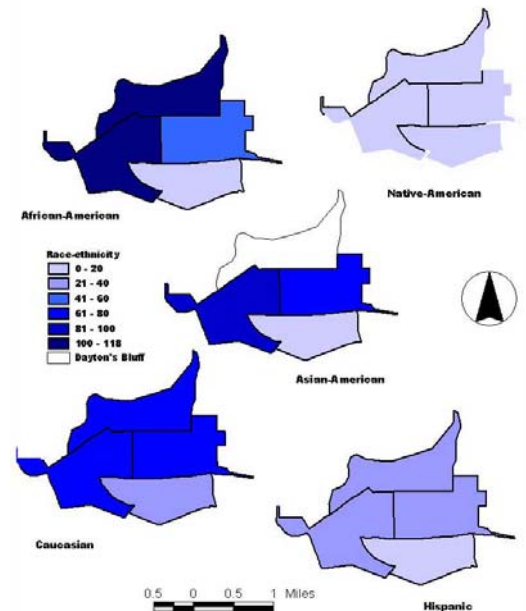 Native-American
African-American
Race-ethnicity
0 - 20
21 - 40
41 - 60
61 - 80
81 - 100
100 - 118
Dayton's Bluff
Asian-American
Caucasian
0.5 0 0.5 1 Miles
Hispanic